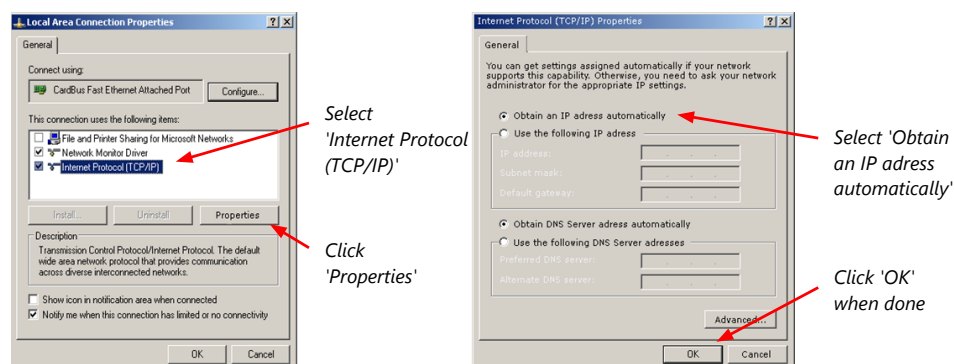 Local Area Connection Properties
General
Connect using:
CardBus Fast Ethernet Attached Port
Configure...
This connection uses the following items:
File and Printer Sharing for Microsoft Networks
Network Monitor Driver
Internet Protocol (TCP/IP)
Install...
Uninstall
Properties
Description
Transmission Control Protocol/Internet Protocol. The default
wide area network protocol that provides communication
across diverse interconnected networks.
Show icon in notification area when connected
Notify me when this connection has limited or no connectivity
OK
Cancel
Select
'Internet Protocol
(TCP/IP)'
Click
'Properties'
Internet Protocol (TCP/IP) Properties
General
You can get settings assigned automatically if your network
supports this capability. Otherwise, you need to ask your network
administrator for the appropriate IP settings.
Obtain an IP adress automatically
Use the following IP adress
IP address:
Subnet mask:
Default gateway:
Obtain DNS Server adress automatically
Use the following DNS Server adresses
Preferred DNS server:
Alternate DNS server:
Advanced...
OK
Cancel
Select 'Obtain
an IP adress
automatically'
Click 'OK'
when done